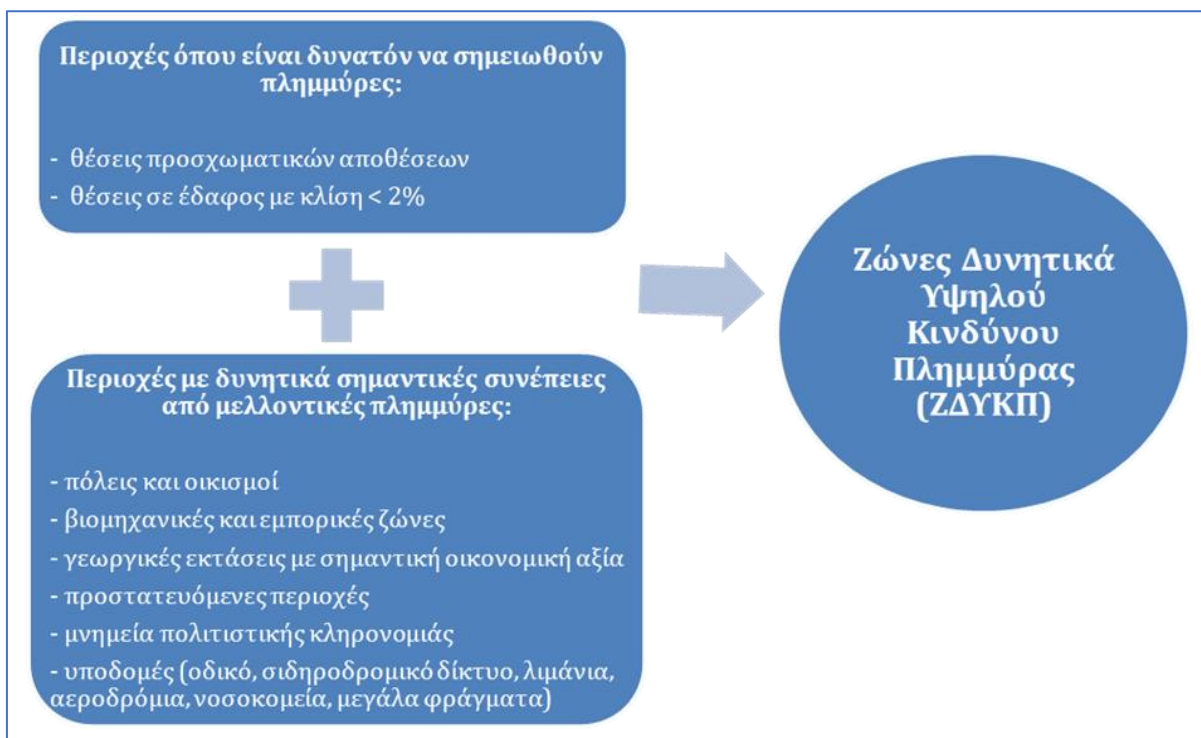 Περιοχές όπου είναι δυνατόν να σημειωθούν
πλημμύρες:
- θέσεις προσχωματικών αποθέσεων
- θέσεις σε έδαφος με κλίση < 2%
Περιοχές με δυνητικά σημαντικές συνέπειες
από μελλοντικές πλημμύρες:
- πόλεις και οικισμοί
- βιομηχανικές και εμπορικές ζώνες
- γεωργικές εκτάσεις με σημαντική οικονομική αξία
- προστατευόμενες περιοχές
- μνημεία πολιτιστικής κληρονομιάς
- υποδομές (οδικό, σιδηροδρομικό δίκτυο, λιμάνια,
αεροδρόμια, νοσοκομεία, μεγάλα φράγματα)
Ζώνες Δυνητικά
Υψηλού
Κινδύνου
Πλημμύρας
(ΖΔΥΚΠ)